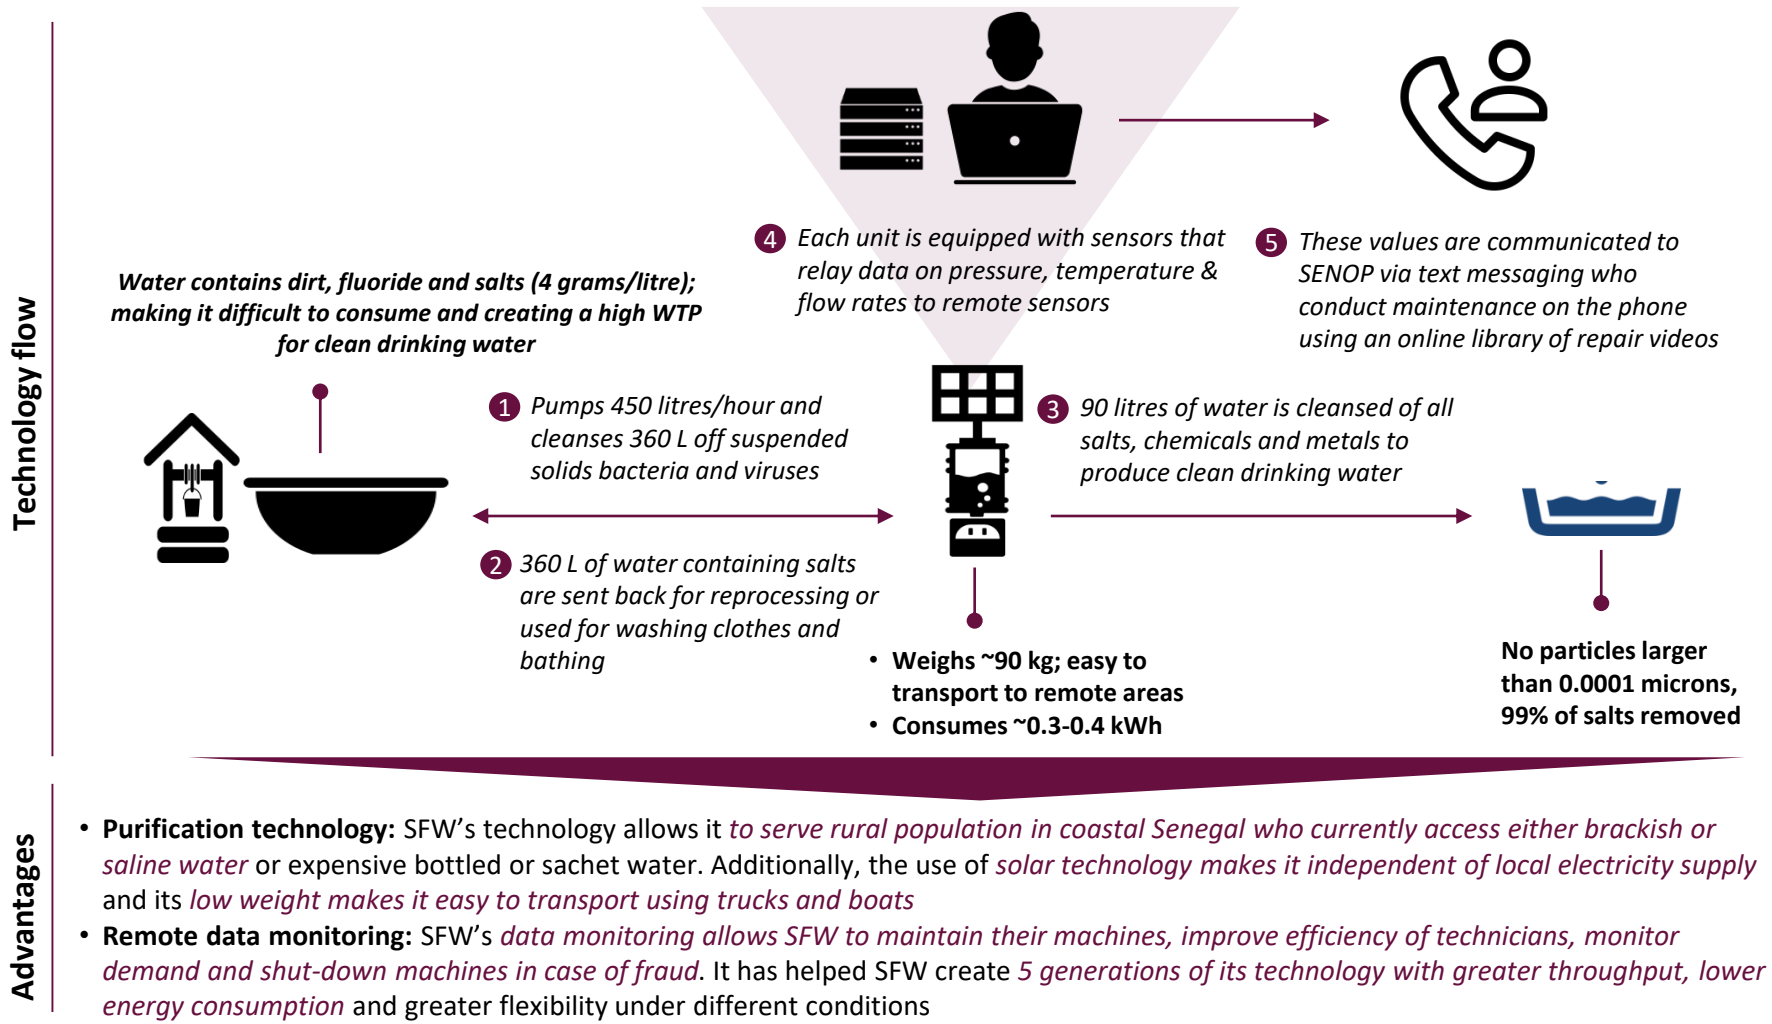 Technology flow
Water contains dirt, fluoride and salts (4 grams/litre);
making it difficult to consume and creating a high WTP
for clean drinking water
1 Pumps 450 litres/hour and
cleanses 360 L off suspended
solids bacteria and viruses
2 360 L of water containing salts
are sent back for reprocessing or
used for washing clothes and
bathing
3 90 litres of water is cleansed of all
salts, chemicals and metals to
produce clean drinking water
4 Each unit is equipped with sensors that
relay data on pressure, temperature &
flow rates to remote sensors
5 These values are communicated to
SENOP via text messaging who
conduct maintenance on the phone
using an online library of repair videos
• Weighs ~90 kg; easy to
transport to remote areas
• Consumes ~0.3-0.4 kWh
No particles larger
than 0.0001 microns,
99% of salts removed
Advantages
• Purification technology: SFW’s technology allows it to serve rural population in coastal Senegal who currently access either brackish or
saline water or expensive bottled or sachet water. Additionally, the use of solar technology makes it independent of local electricity supply
and its low weight makes it easy to transport using trucks and boats
• Remote data monitoring: SFW’s data monitoring allows SFW to maintain their machines, improve efficiency of technicians, monitor
demand and shut-down machines in case of fraud. It has helped SFW create 5 generations of its technology with greater throughput, lower
energy consumption and greater flexibility under different conditions